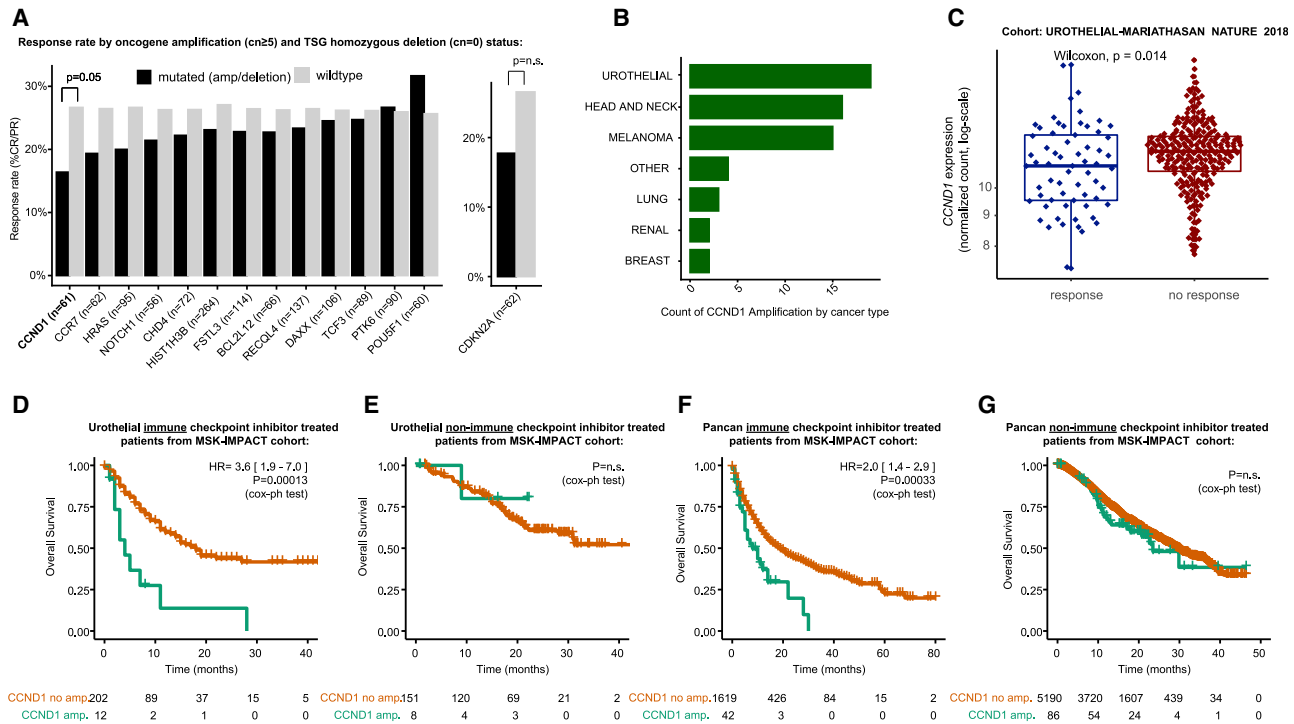 A
Response rate by oncogene amplification (cn≥5) and TSG homozygous deletion (cn=0) status:
p=0.05
mutated (amp/deletion)
wildtype
p=n.s.
Response rate (%CR/PR)
30%
20%
10%
0%
20%
10%
0%
CCND1 (n=61)
CCR7 (n=62)
HRAS (n=95)
NOTCH1 (n=56)
CHD4 (n=72)
HIST1H3B (n=264)
FSTL3 (n=114)
BCL2L12 (n=66)
RECQL4 (n=137)
DAXX (n=106)
TCF3 (n=89)
PTK6 (n=90)
POU5F1 (n=60)
CDKN2A (n=62)
B
UROTHELIAL
HEAD AND NECK
MELANOMA
OTHER
LUNG
RENAL
BREAST
0 5 10 15
Count of CCND1 Amplification by cancer type
C
Cohort: UROTHELIAL-MARIATHASAN NATURE 2018
Wilcoxon, p = 0.014
CCND1 expression
(normalized count, log-scale)
10
9
8
response no response
D
Urothelial immune checkpoint inhibitor treated
patients from MSK-IMPACT cohort:
HR= 3.6 [ 1.9 - 7.0 ]
P=0.00013
(cox-ph test)
Overall Survival
1.00
0.75
0.50
0.25
0.00
0 10 20 30 40
Time (months)
CCND1 no amp. 202 89 37 15 5
CCND1 amp. 12 2 1 0 0
E
Urothelial non-immune checkpoint inhibitor treated
patients from MSK-IMPACT cohort:
P=n.s.
(cox-ph test)
Overall Survival
1.00
0.75
0.50
0.25
0.00
0 10 20 30 40
Time (months)
CCND1 no amp. 151 120 69 21 2
CCND1 amp. 8 4 3 0 0
F
Pancan immune checkpoint inhibitor treated
patients from MSK-IMPACT cohort:
HR=2.0 [ 1.4 - 2.9 ]
P=0.00033
(cox-ph test)
Overall Survival
1.00
0.75
0.50
0.25
0.00
0 20 40 60 80
Time (months)
CCND1 no amp. 1619 426 84 15 2
CCND1 amp. 42 3 0 0 0
G
Pancan non-immune checkpoint inhibitor treated
patients from MSK-IMPACT cohort:
P=n.s.
(cox-ph test)
Overall Survival
1.00
0.75
0.50
0.25
0.00
0 10 20 30 40 50
Time (months)
CCND1 no amp. 5190 3720 1607 439 34 0
CCND1 amp. 86 54 24 4 1 0